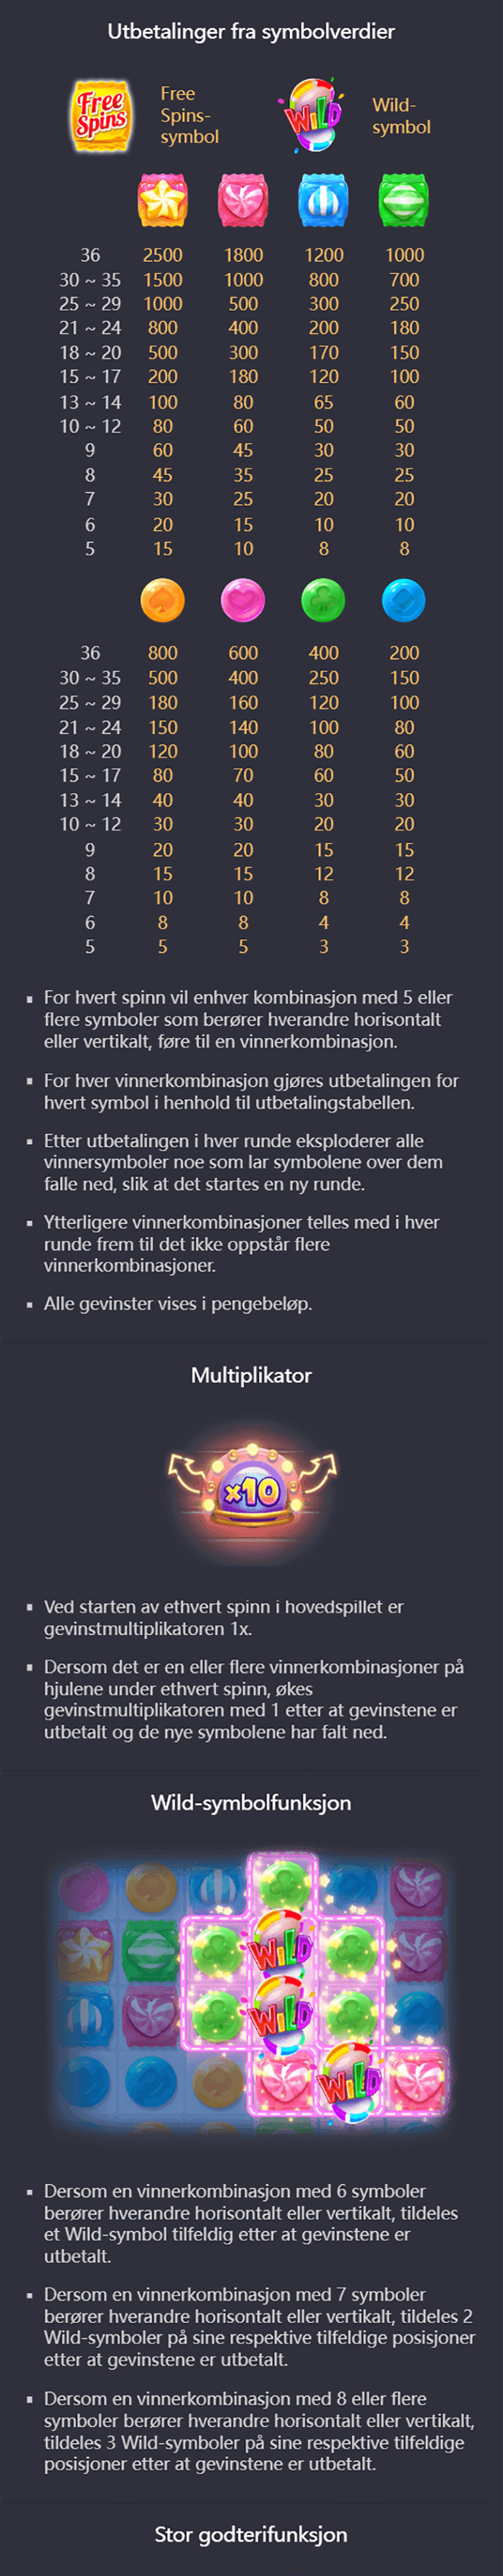 Utbetalinger fra symbolverdier
Free Spins
Free
Spins-
symbol
WILD
Wild-
symbol
36 2500 1800 1200 1000
30 ~ 35 1500 1000 800 700
25 ~ 29 1000 500 300 250
21 ~ 24 800 400 200 180
18 ~ 20 500 300 170 150
15 ~ 17 200 180 120 100
13 ~ 14 100 80 65 60
10 ~ 12 80 60 50 50
9 60 45 30 30
8 45 35 25 25
7 30 25 20 20
6 20 15 10 10
5 15 10 8 8
36 800 600 400 200
30 ~ 35 500 400 250 150
25 ~ 29 180 160 120 100
21 ~ 24 150 140 100 80
18 ~ 20 120 100 80 60
15 ~ 17 80 70 60 50
13 ~ 14 40 40 30 30
10 ~ 12 30 30 20 20
9 20 20 15 15
8 15 15 12 12
7 10 10 8 8
6 8 8 4 4
5 5 5 3 3
▪ For hvert spinn vil enhver kombinasjon med 5 eller
flere symboler som berører hverandre horisontalt
eller vertikalt, føre til en vinnerkombinasjon.
▪ For hver vinnerkombinasjon gjøres utbetalingen for
hvert symbol i henhold til utbetalingstabellen.
▪ Etter utbetalingen i hver runde eksploderer alle
vinnersymboler noe som lar symbolene over dem
falle ned, slik at det startes en ny runde.
▪ Ytterligere vinnerkombinasjoner telles med i hver
runde frem til det ikke oppstår flere
vinnerkombinasjoner.
▪ Alle gevinster vises i pengebeløp.
Multiplikator
x10
▪ Ved starten av ethvert spinn i hovedspillet er
gevinstmultiplikatoren 1x.
▪ Dersom det er en eller flere vinnerkombinasjoner på
hjulene under ethvert spinn, økes
gevinstmultiplikatoren med 1 etter at gevinstene er
utbetalt og de nye symbolene har falt ned.
Wild-symbolfunksjon
WILD
WILD
WILD
▪ Dersom en vinnerkombinasjon med 6 symboler
berører hverandre horisontalt eller vertikalt, tildeles
et Wild-symbol tilfeldig etter at gevinstene er
utbetalt.
▪ Dersom en vinnerkombinasjon med 7 symboler
berører hverandre horisontalt eller vertikalt, tildeles 2
Wild-symboler på sine respektive tilfeldige posisjoner
etter at gevinstene er utbetalt.
▪ Dersom en vinnerkombinasjon med 8 eller flere
symboler berører hverandre horisontalt eller vertikalt,
tildeles 3 Wild-symboler på sine respektive tilfeldige
posisjoner etter at gevinstene er utbetalt.
Stor godterifunksjon